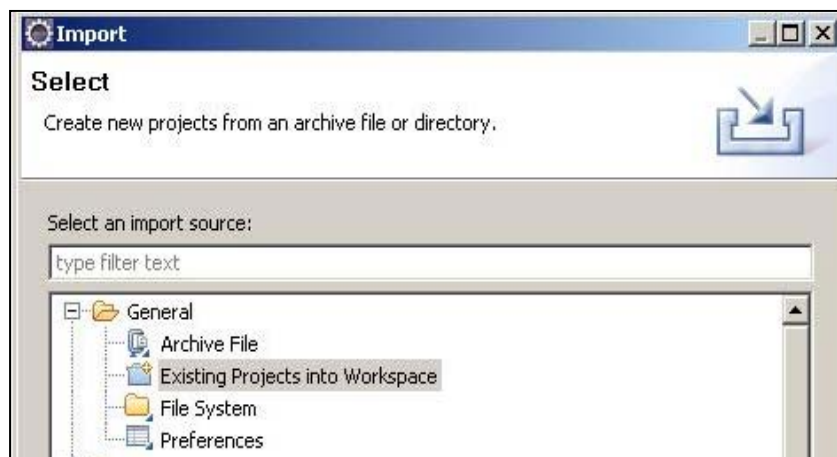 Import
Select
Create new projects from an archive file or directory.
Select an import source:
type filter text
General
Archive File
Existing Projects into Workspace
File System
Preferences